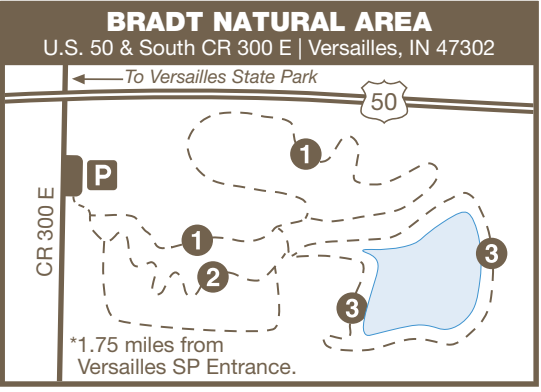 BRADT NATURAL AREA
U.S. 50 & South CR 300 E | Versailles, IN 47302
To Versailles State Park
50
1
P
CR 300 E
1
2
3
3
*1.75 miles from
Versailles SP Entrance.